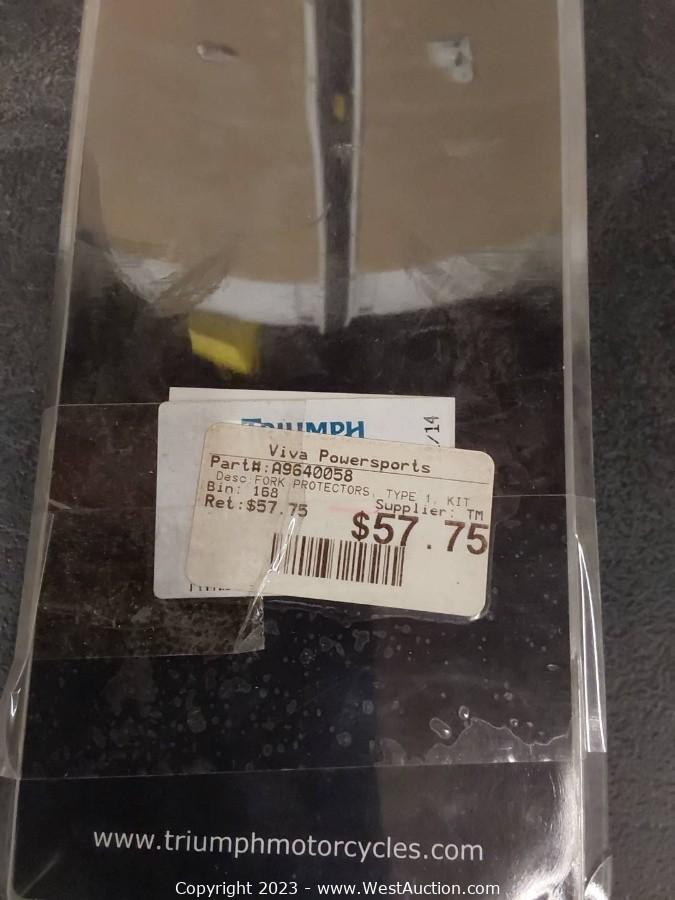 TRIUMPH
/14
Viva Powersports
Part#:A9640058
Desc:FORK PROTECTORS, TYPE 1, KIT
Bin: 168 Supplier: TM
Ret:$57.75
$57.75
www.triumphmotorcycles.com
Copyright 2023 - www.WestAuction.com